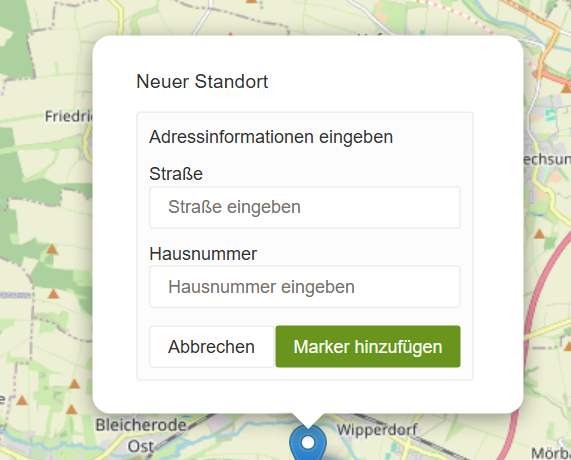 Neuer Standort
Friedri
Adressinformationen eingeben
echsun
Straße
Straße eingeben
Hausnummer
Hausnummer eingeben
Abbrechen
Marker hinzufügen
Bleicherode
Ost
Wipperdorf
Mörba